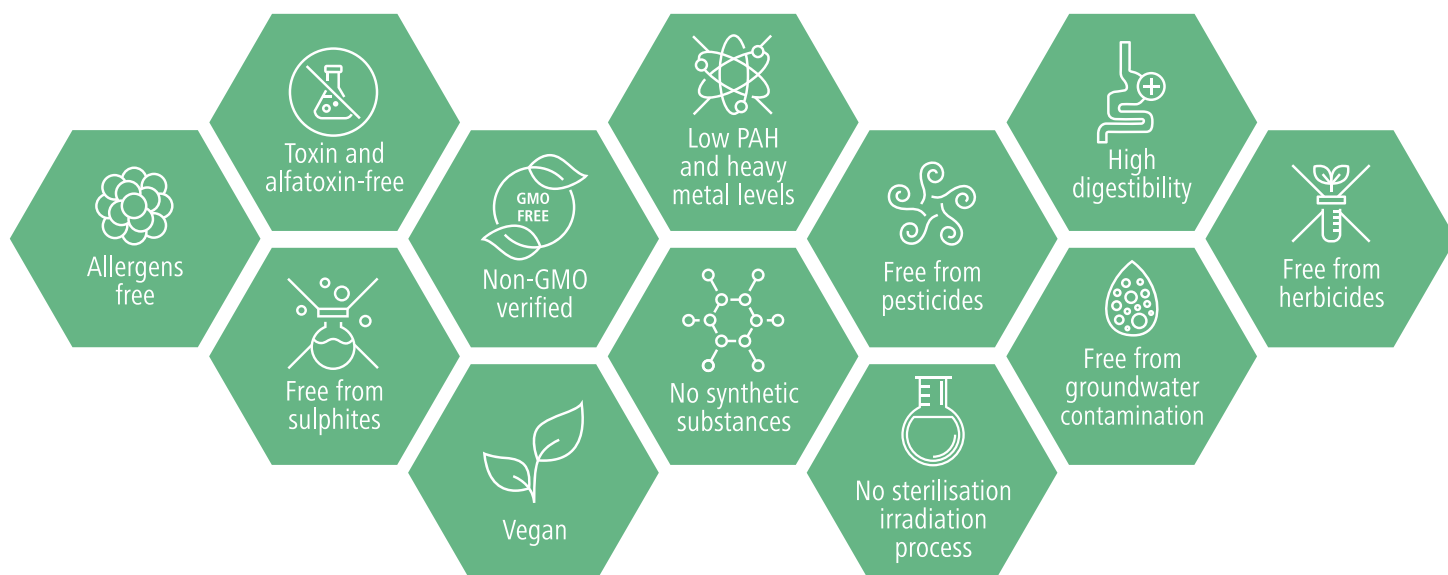 Allergens
free
Toxin and
alfatoxin-free
Free from
sulphites
GMO
FREE
Non-GMO
verified
Vegan
Low PAH
and heavy
metal levels
No synthetic
substances
Free from
pesticides
No sterilisation
irradiation
process
High
digestibility
Free from
groundwater
contamination
Free from
herbicides